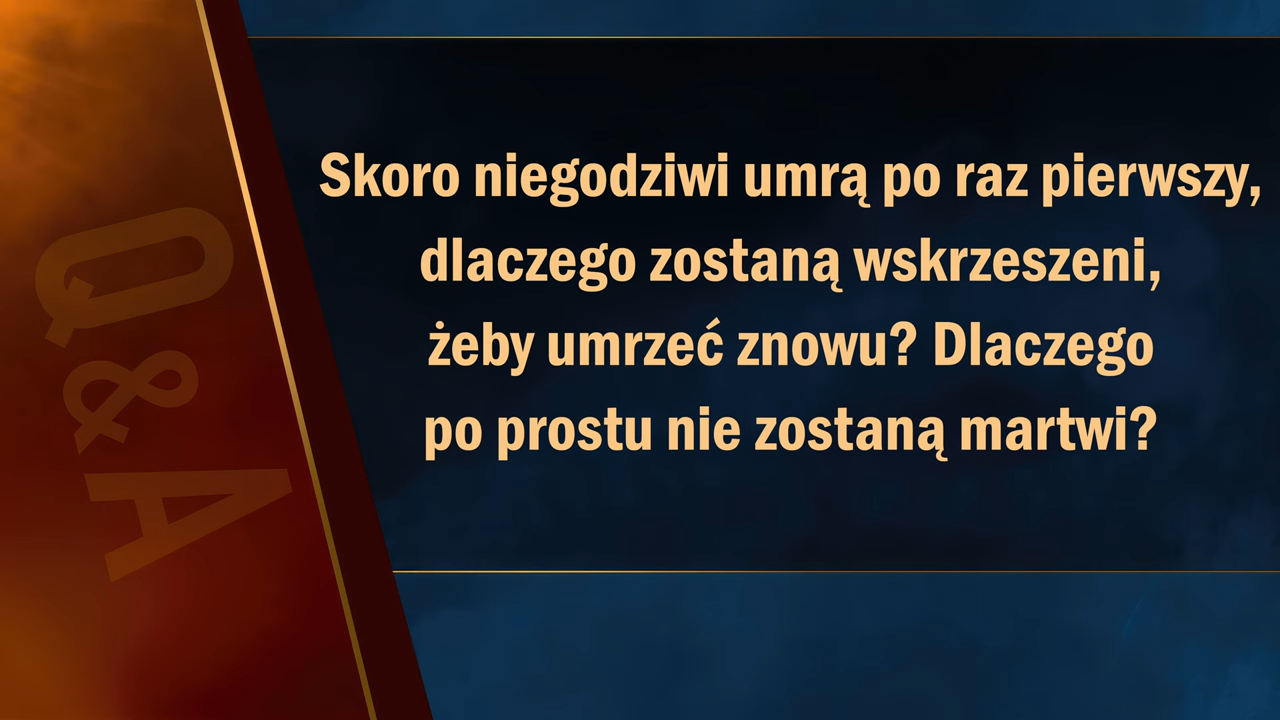 Q & A
Skoro niegodziwi umrą po raz pierwszy,
dlaczego zostaną wskrzeszeni,
żeby umrzeć znowu? Dlaczego
po prostu nie zostaną martwi?